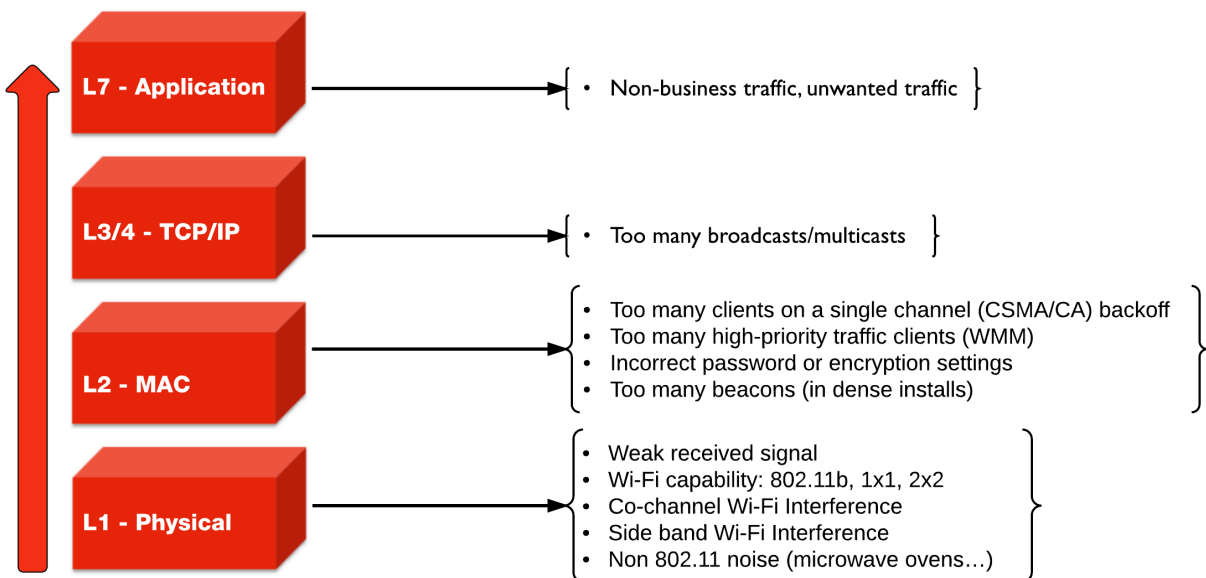 L7 - Application
• Non-business traffic, unwanted traffic
L3/4 - TCP/IP
• Too many broadcasts/multicasts
L2 - MAC
• Too many clients on a single channel (CSMA/CA) backoff
• Too many high-priority traffic clients (WMM)
• Incorrect password or encryption settings
• Too many beacons (in dense installs)
L1 - Physical
• Weak received signal
• Wi-Fi capability: 802.11b, 1x1, 2x2
• Co-channel Wi-Fi Interference
• Side band Wi-Fi Interference
• Non 802.11 noise (microwave ovens…)